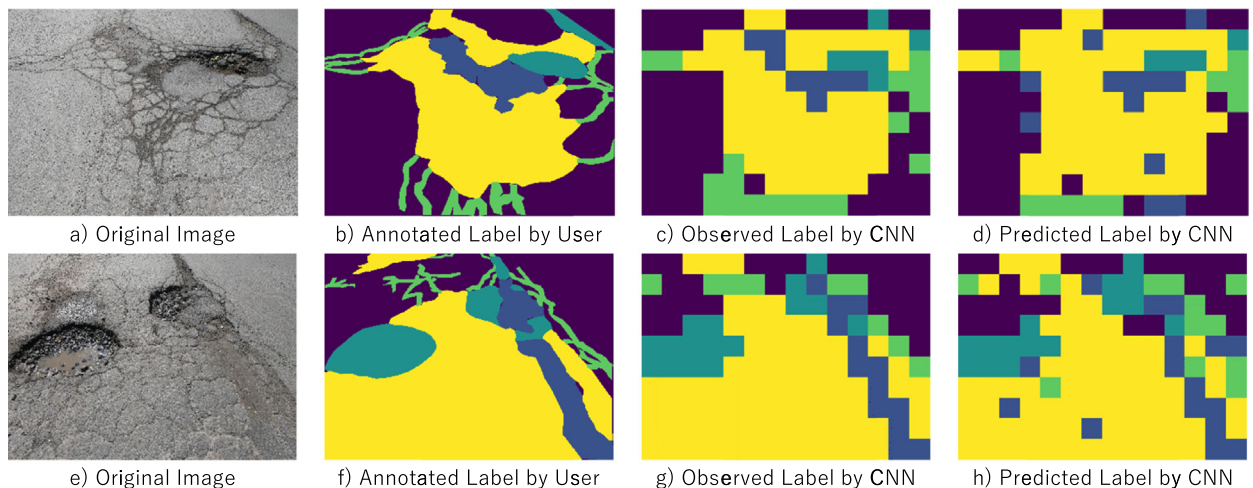 a) Original Image
b) Annotated Label by User
c) Observed Label by CNN
d) Predicted Label by CNN
e) Original Image
f) Annotated Label by User
g) Observed Label by CNN
h) Predicted Label by CNN